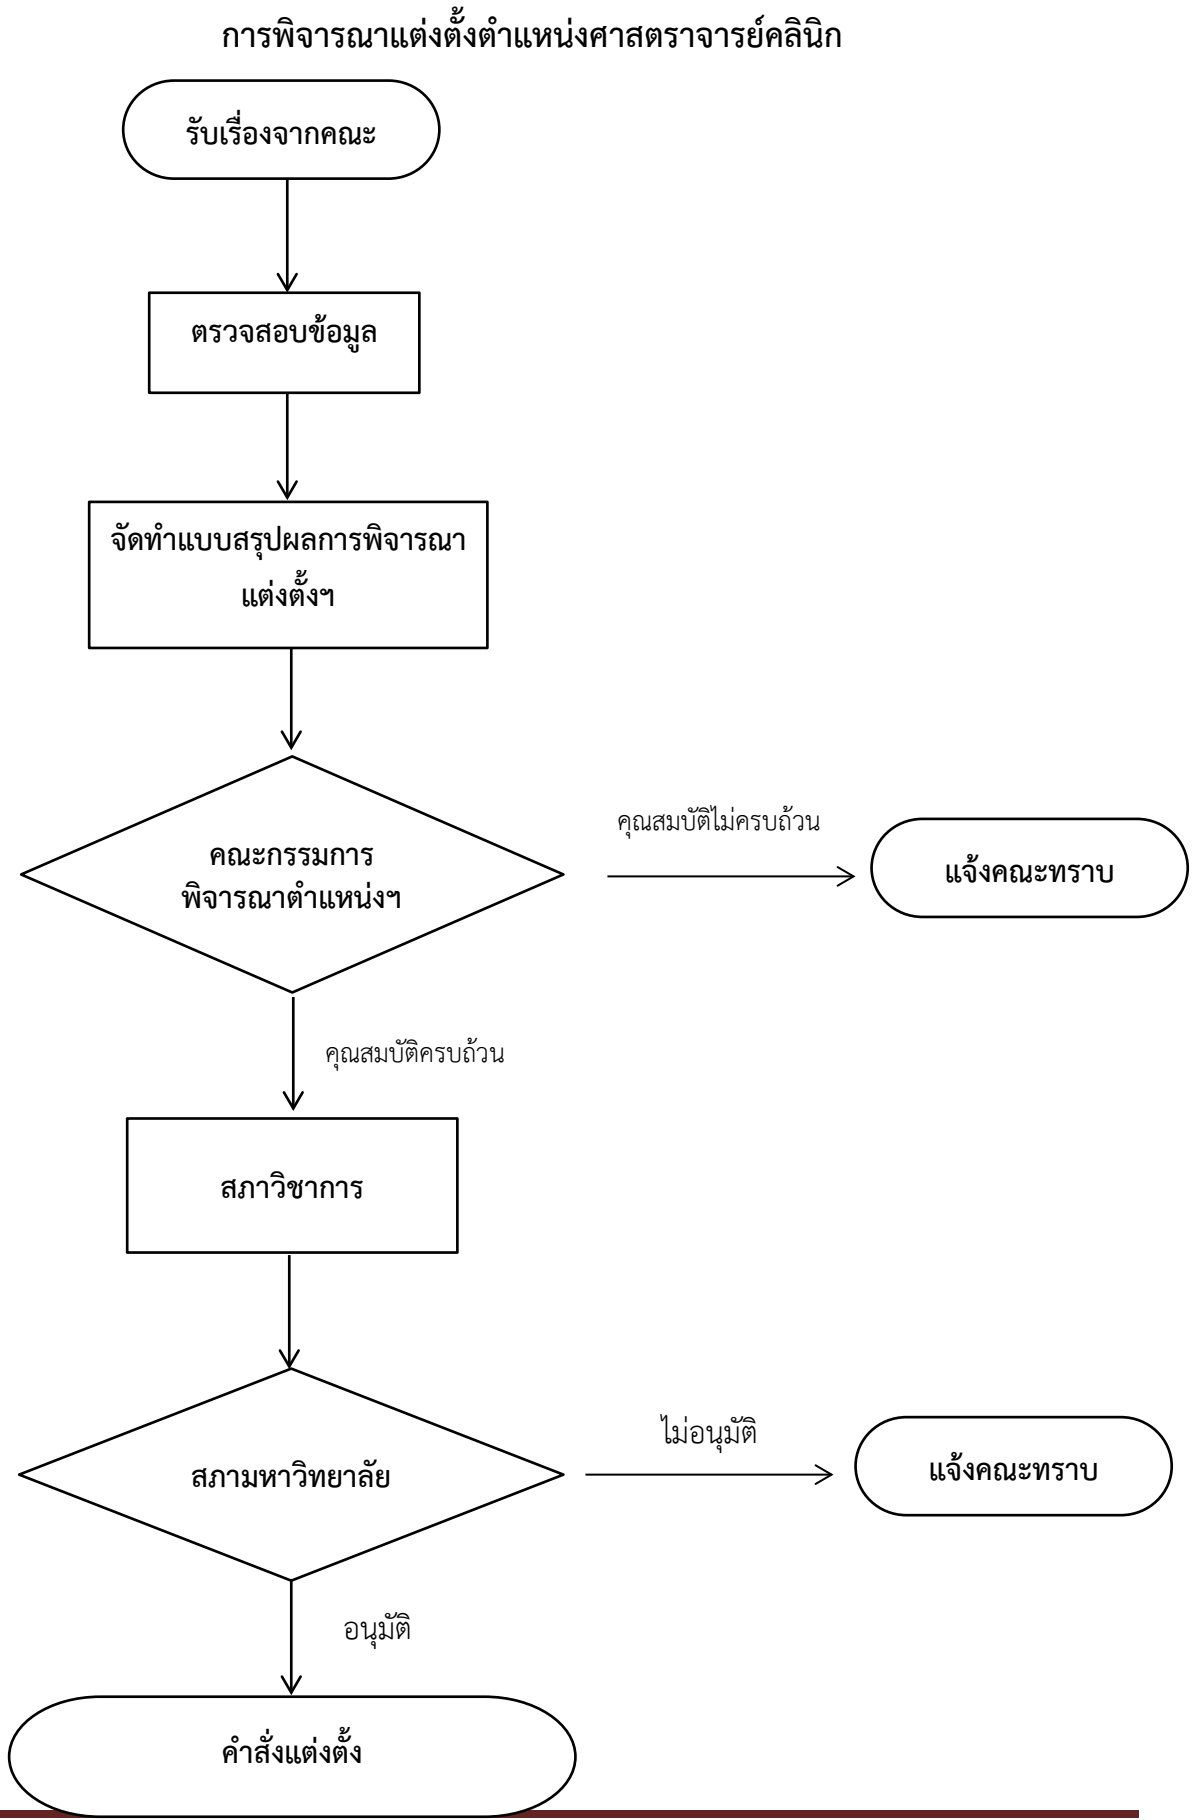 การพิจารณาแต่งตั้งตำแหน่งศาสตราจารย์คลินิก
รับเรื่องจากคณะ
ตรวจสอบข้อมูล
จัดทำแบบสรุปผลการพิจารณา
แต่งตั้งฯ
คณะกรรมการ
พิจารณาตำแหน่งฯ
คุณสมบัติไม่ครบถ้วน
แจ้งคณะทราบ
คุณสมบัติครบถ้วน
สภาวิชาการ
สภามหาวิทยาลัย
ไม่อนุมัติ
แจ้งคณะทราบ
อนุมัติ
คำสั่งแต่งตั้ง